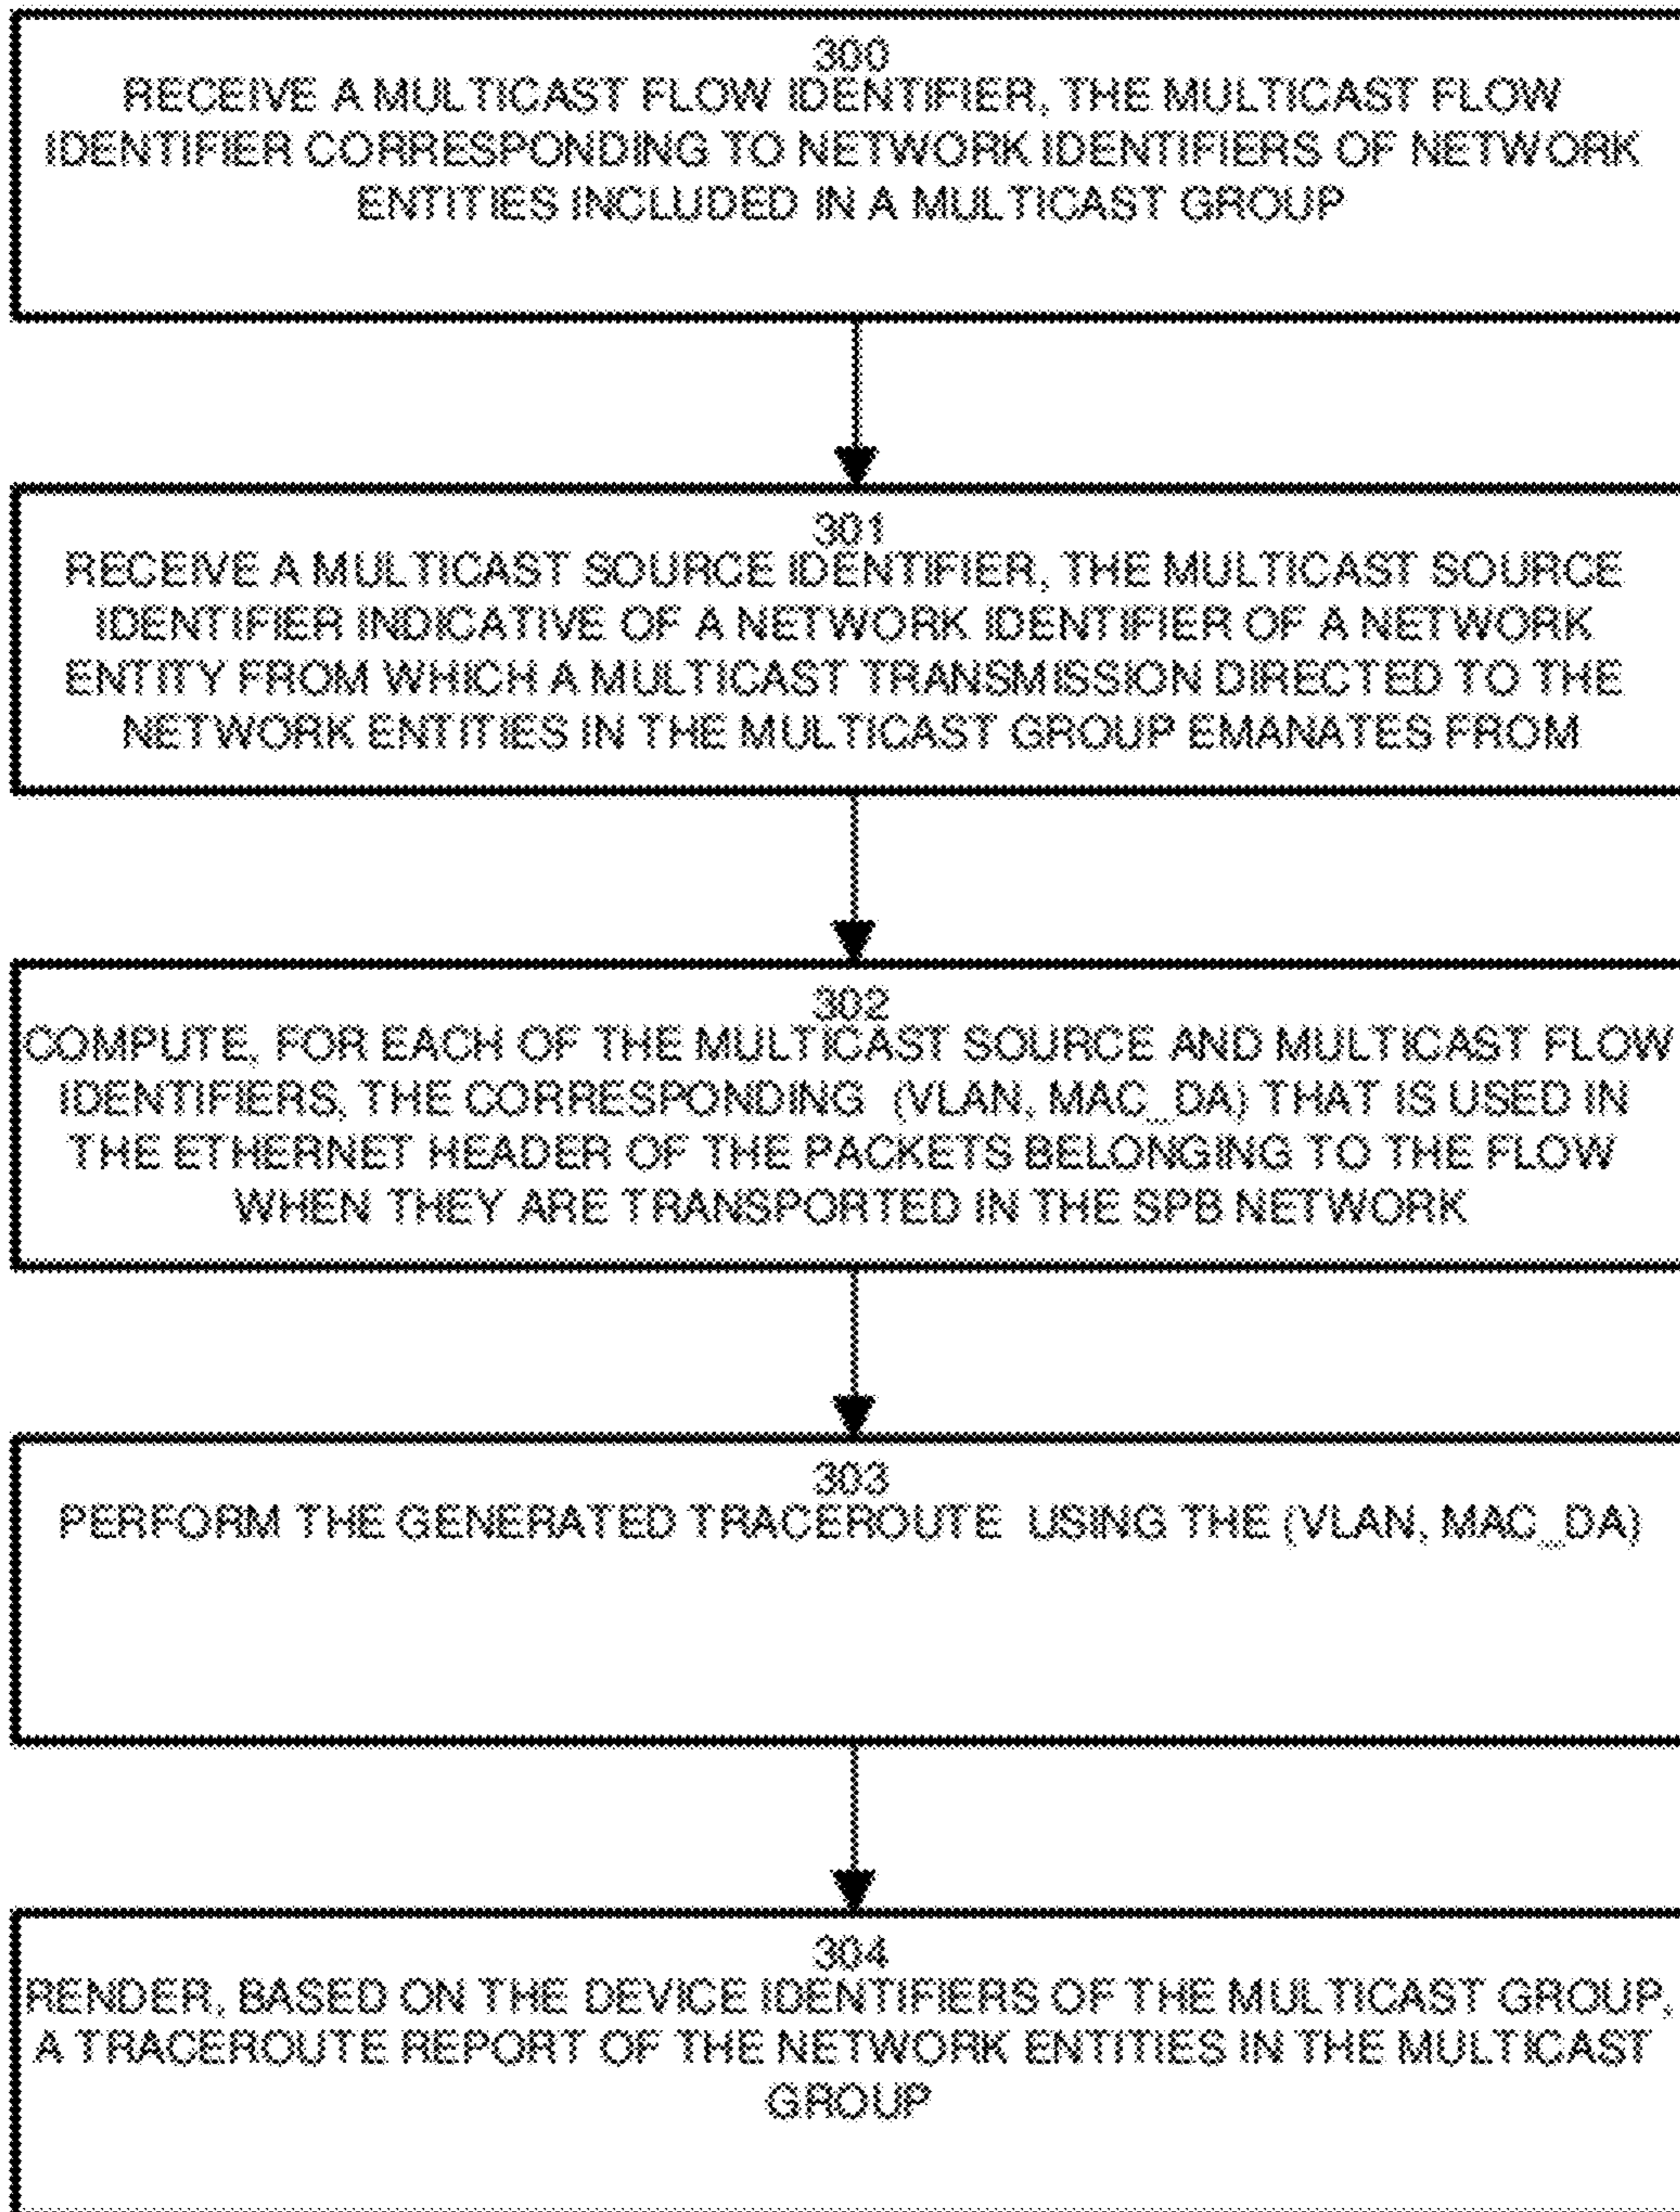 300
RECEIVE A MULTICAST FLOW IDENTIFIER, THE MULTICAST FLOW
IDENTIFIER CORRESPONDING TO NETWORK IDENTIFIERS OF NETWORK
ENTITIES INCLUDED IN A MULTICAST GROUP
301
RECEIVE A MULTICAST SOURCE IDENTIFIER, THE MULTICAST SOURCE
IDENTIFIER INDICATIVE OF A NETWORK IDENTIFIER OF A NETWORK
ENTITY FROM WHICH A MULTICAST TRANSMISSION DIRECTED TO THE
NETWORK ENTITIES IN THE MULTICAST GROUP EMANATES FROM
302
COMPUTE, FOR EACH OF THE MULTICAST SOURCE AND MULTICAST FLOW
IDENTIFIERS, THE CORRESPONDING (VLAN, MAC_DA) THAT IS USED IN
THE ETHERNET HEADER OF THE PACKETS BELONGING TO THE FLOW
WHEN THEY ARE TRANSPORTED IN THE SPB NETWORK
303
PERFORM THE GENERATED TRACEROUTE USING THE (VLAN, MAC_DA)
304
RENDER, BASED ON THE DEVICE IDENTIFIERS OF THE MULTICAST GROUP,
A TRACEROUTE REPORT OF THE NETWORK ENTITIES IN THE MULTICAST
GROUP